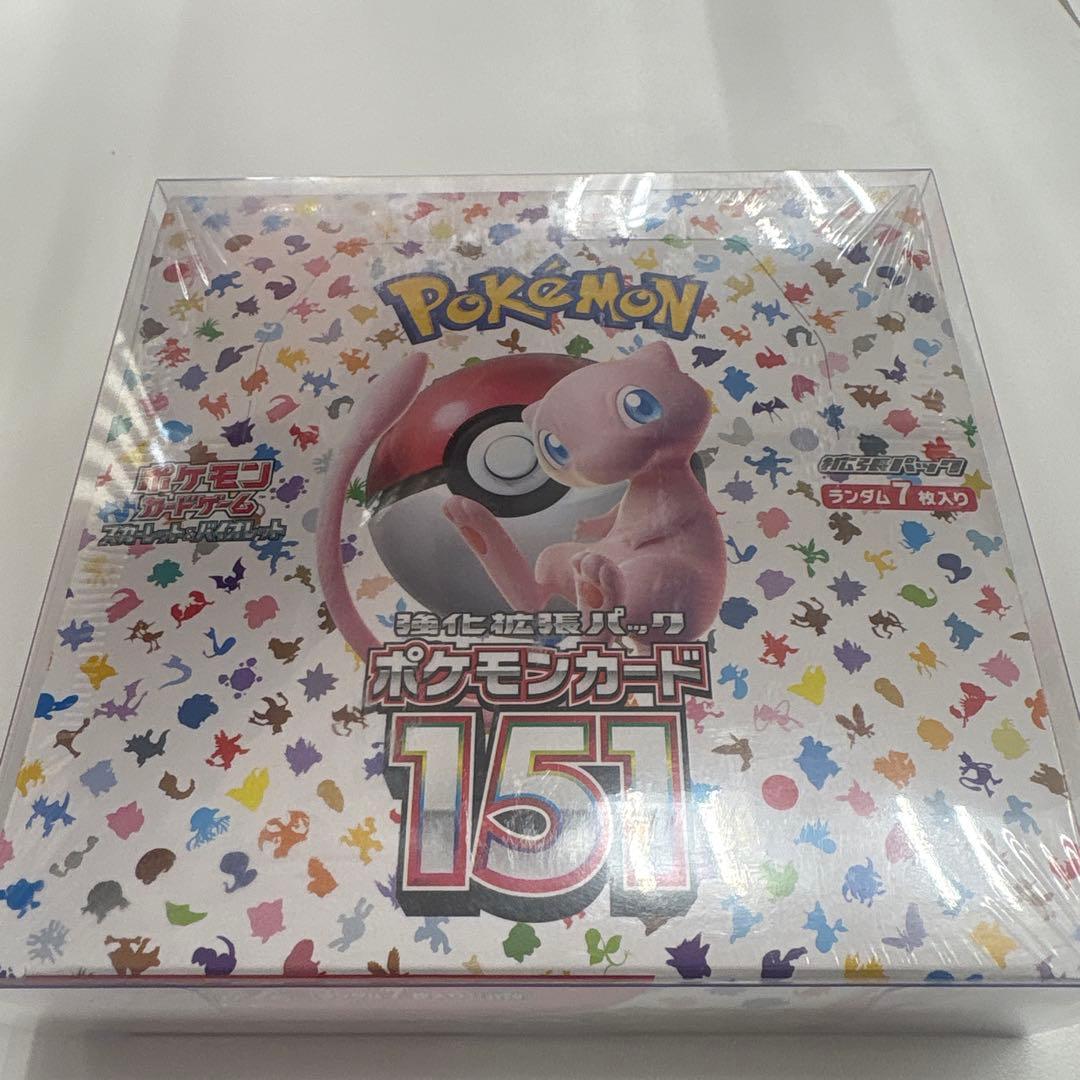 POKéMON
TM
ポケモン
カードゲーム
スカーレット&バイオレット
拡張パック
ランダム7枚入り
強化拡張パック
ポケモンカード
151